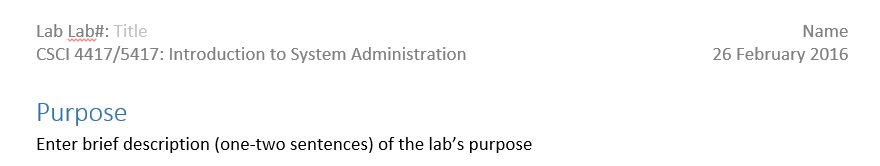 Lab Lab#: Title Name
CSCI 4417/5417: Introduction to System Administration 26 February 2016
Purpose
Enter brief description (one-two sentences) of the lab's purpose